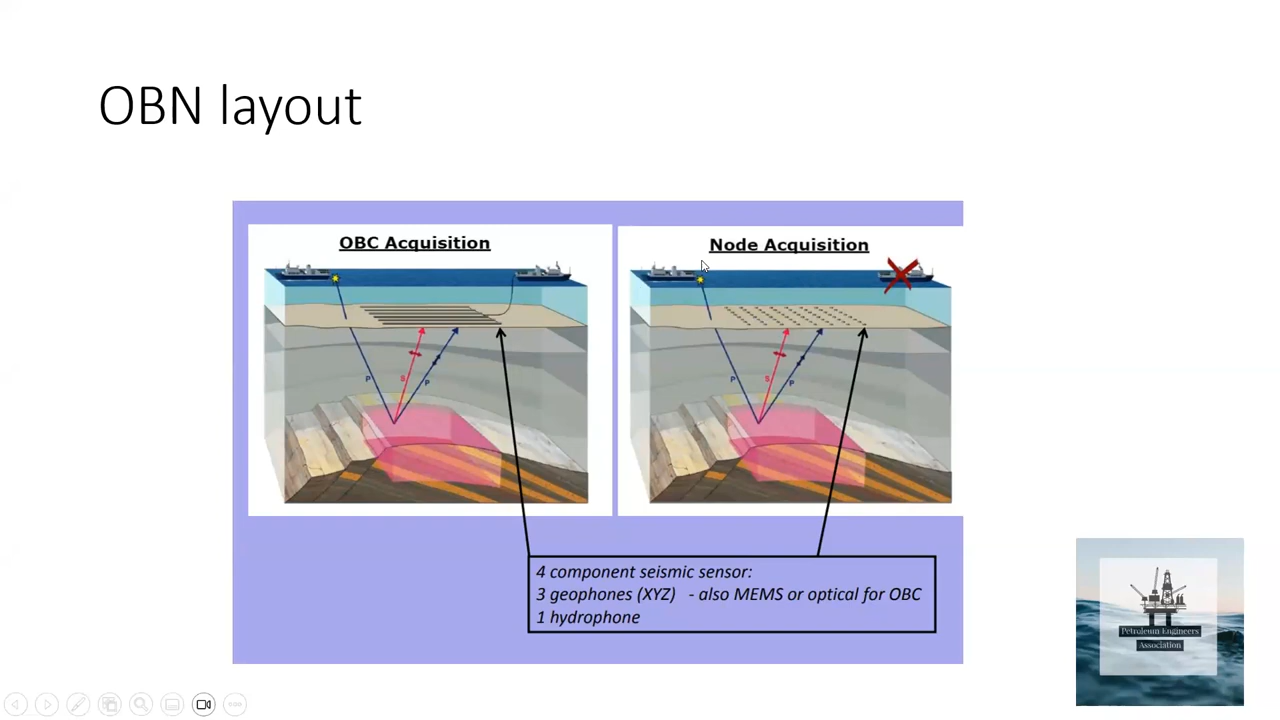 OBN layout
OBC Acquisition
Node Acquisition
P
S
P
P
S
P
4 component seismic sensor:
3 geophones (XYZ) - also MEMS or optical for OBC
1 hydrophone
Petroleum Engineers
Association